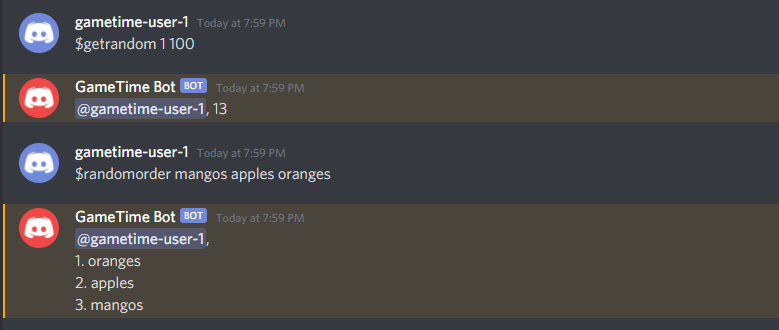 gametime-user-1 Today at 7:59 PM
$getrandom 1 100
GameTime Bot BOT Today at 7:59 PM
@gametime-user-1, 13
gametime-user-1 Today at 7:59 PM
$randomorder mangos apples oranges
GameTime Bot BOT Today at 7:59 PM
@gametime-user-1,
1. oranges
2. apples
3. mangos